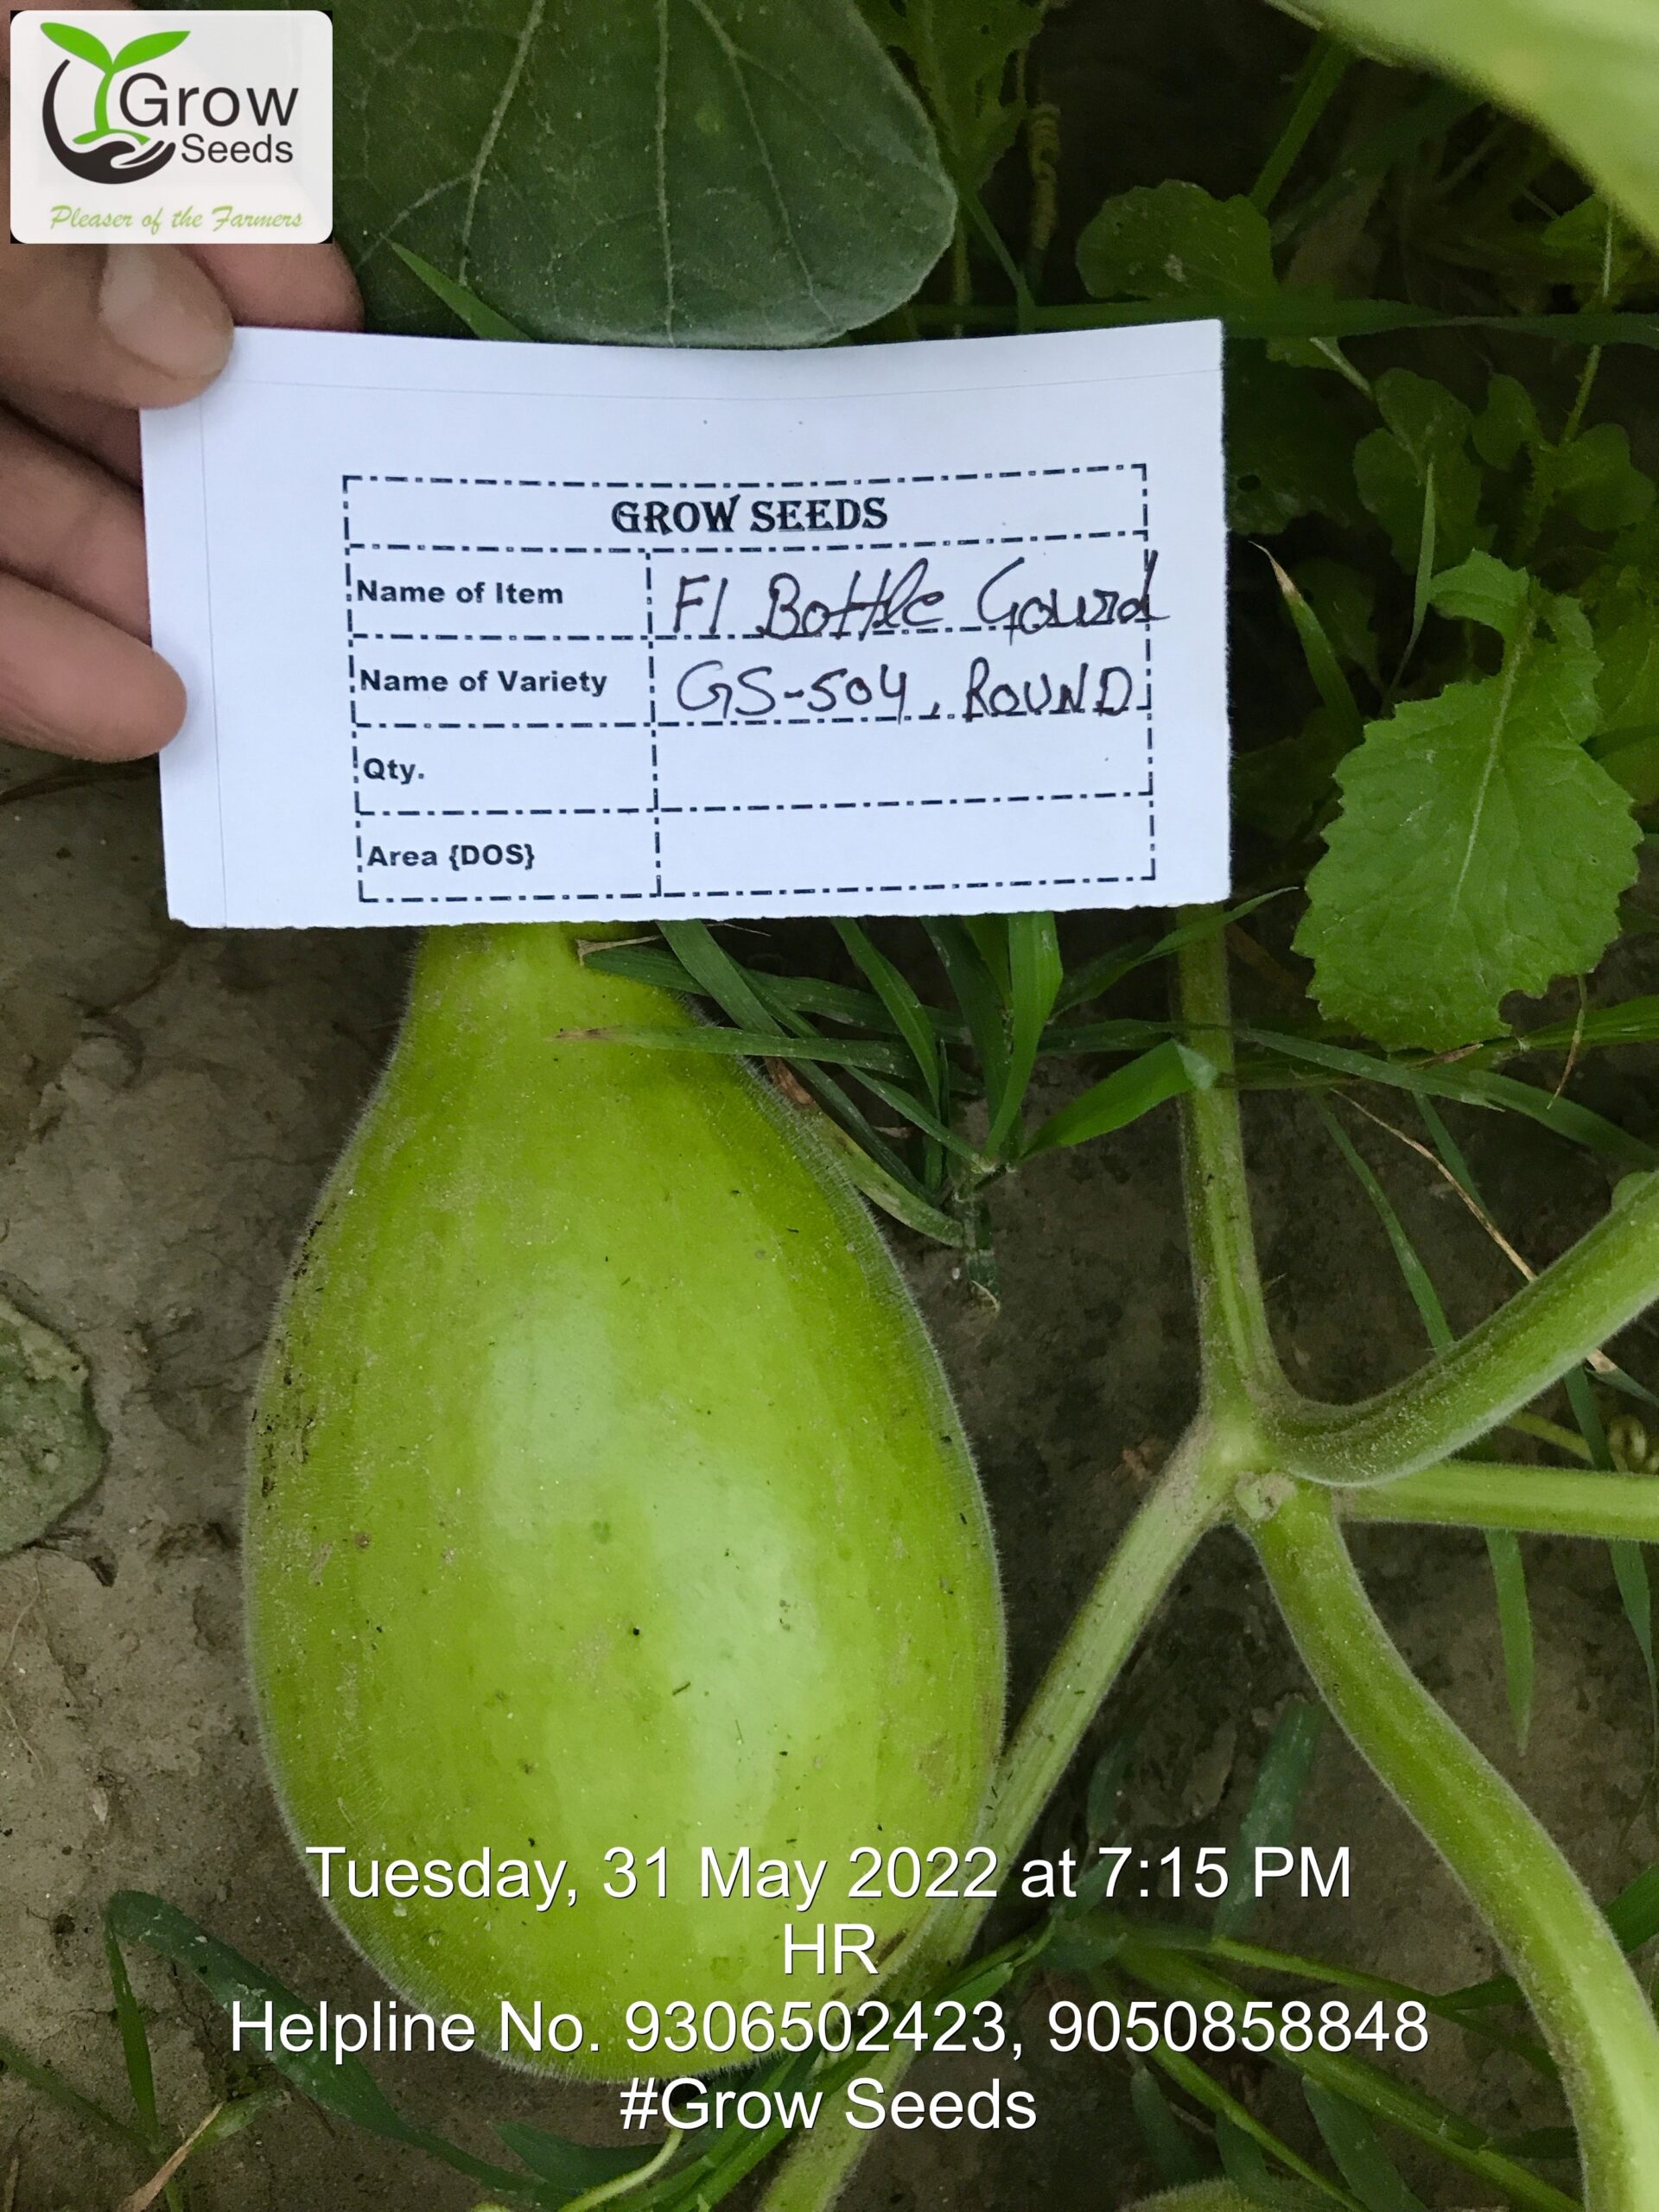 Grow
Seeds
Pleaser of the Farmers
GROW SEEDS
Name of Item F1 Bottle Gourd
Name of Variety GS-504, ROUND
Qty.
Area {DOS}
Tuesday, 31 May 2022 at 7:15 PM
HR
Helpline No. 9306502423, 9050858848
#Grow Seeds